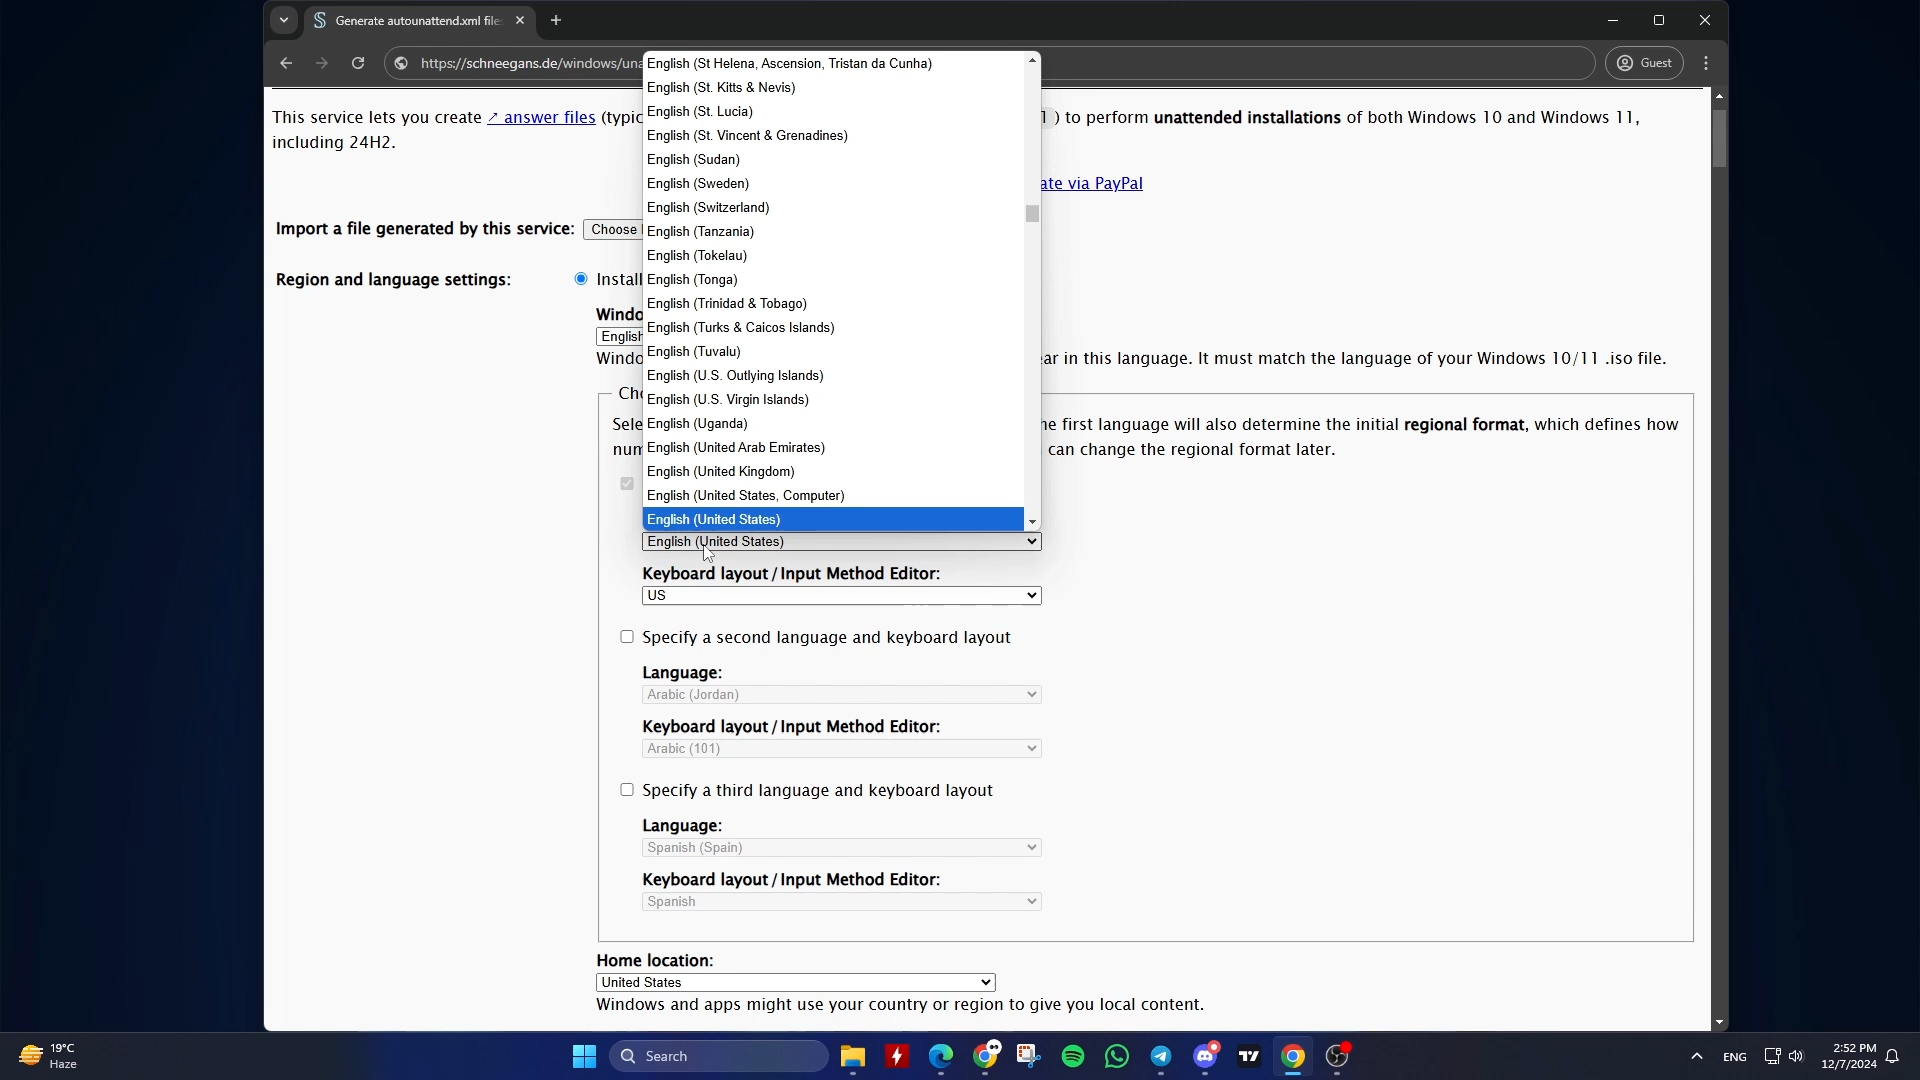 Generate autounattend.xml file
https://schneegans.de/windows/una
Guest
This service lets you create ↗ answer files (typic
1 ) to perform unattended installations of both Windows 10 and Windows 11,
including 24H2.
ate via PayPal
Import a file generated by this service:
Choose
Region and language settings:
Install
Windo
English
Windo
ear in this language. It must match the language of your Windows 10/11 .iso file.
Cho
Sele
he first language will also determine the initial regional format, which defines how
num
can change the regional format later.
English (St Helena, Ascension, Tristan da Cunha)
English (St. Kitts & Nevis)
English (St. Lucia)
English (St. Vincent & Grenadines)
English (Sudan)
English (Sweden)
English (Switzerland)
English (Tanzania)
English (Tokelau)
English (Tonga)
English (Trinidad & Tobago)
English (Turks & Caicos Islands)
English (Tuvalu)
English (U.S. Outlying Islands)
English (U.S. Virgin Islands)
English (Uganda)
English (United Arab Emirates)
English (United Kingdom)
English (United States, Computer)
English (United States)
English (United States)
Keyboard layout / Input Method Editor:
US
Specify a second language and keyboard layout
Language:
Arabic (Jordan)
Keyboard layout / Input Method Editor:
Arabic (101)
Specify a third language and keyboard layout
Language:
Spanish (Spain)
Keyboard layout / Input Method Editor:
Spanish
Home location:
United States
Windows and apps might use your country or region to give you local content.
19°C
Haze
Search
ENG
2:52 PM
12/7/2024